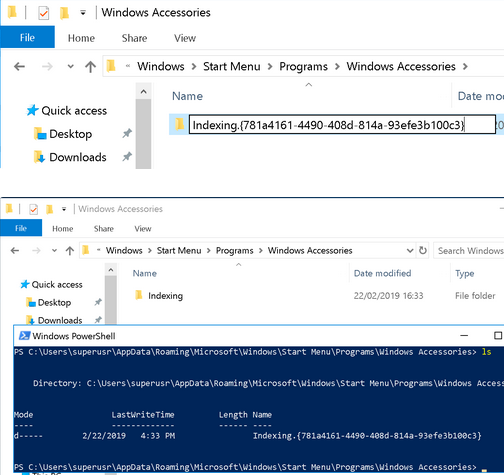 Windows Accessories
File Home Share View
« Windows > Start Menu > Programs > Windows Accessories >
Quick access
Desktop
Downloads
Name Date mo
Indexing.{781a4161-4490-408d-814a-93efe3b100c3}
Windows Accessories
File Home Share View
« Windows > Start Menu > Programs > Windows Accessories Search Windows
Quick access
Desktop
Downloads
Name Date modified Type
Indexing 22/02/2019 16:33 File folder
Windows PowerShell
PS C:\Users\superusr\AppData\Roaming\Microsoft\Windows\Start Menu\Programs\Windows Accessories> ls
Directory: C:\Users\superusr\AppData\Roaming\Microsoft\Windows\Start Menu\Programs\Windows Access
Mode LastWriteTime Length Name
---- ------------- ------ ----
d----- 2/22/2019 4:33 PM Indexing.{781a4161-4490-408d-814a-93efe3b100c3}
PS C:\Users\superusr\AppData\Roaming\Microsoft\Windows\Start Menu\Programs\Windows Accessories>